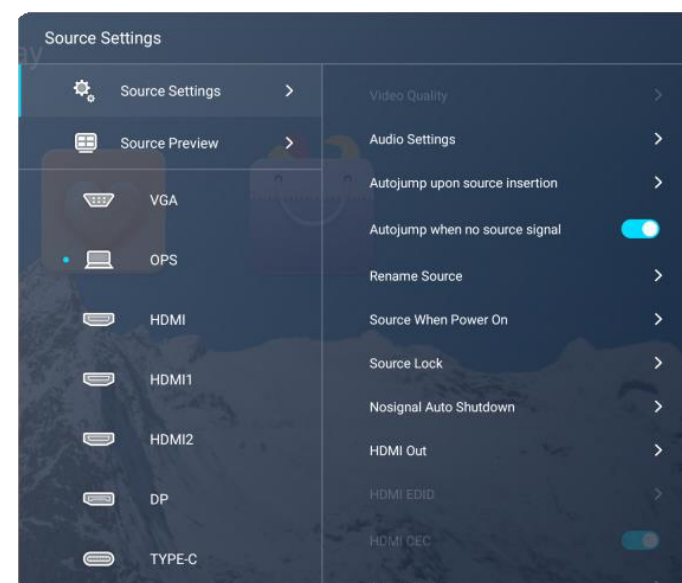 Source Settings
ay
Source Settings
Source Preview
VGA
OPS
HDMI
HDMI1
HDMI2
DP
TYPE-C
Video Quality
Audio Settings
Autojump upon source insertion
Autojump when no source signal
Rename Source
Source When Power On
Source Lock
Nosignal Auto Shutdown
HDMI Out
HDMI EDID
HDMI CEC